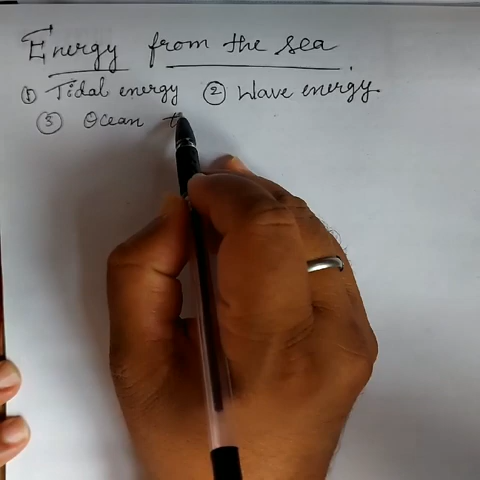 Energy from the sea
① Tidal energy ② Wave energy
③ Ocean t